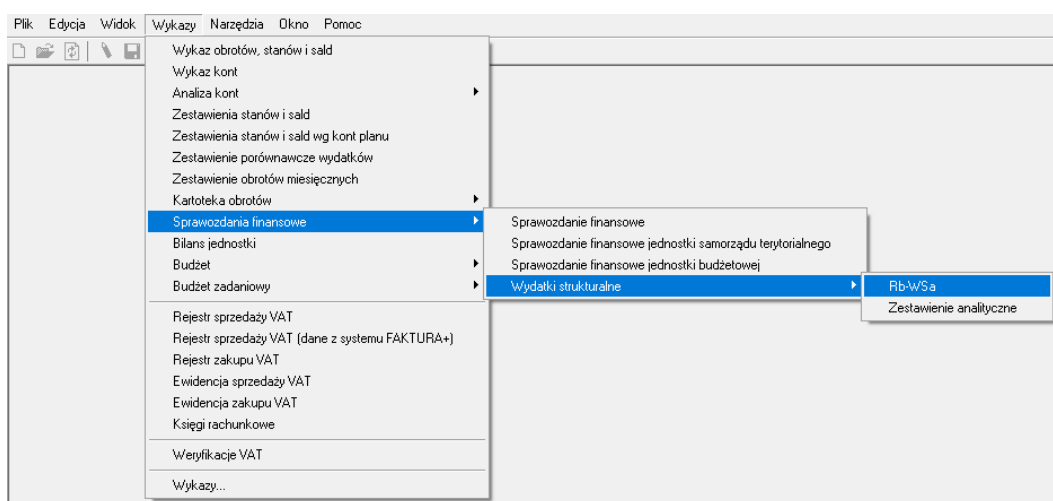 Plik Edycja Widok Wykazy Narzędzia Okno Pomoc
Wykaz obrotów, stanów i sald
Wykaz kont
Analiza kont
Zestawienia stanów i sald
Zestawienia stanów i sald wg kont planu
Zestawienie porównawcze wydatków
Zestawienie obrotów miesięcznych
Kartoteka obrotów
Sprawozdania finansowe
Bilans jednostki
Budżet
Budżet zadaniowy
Rejestr sprzedaży VAT
Rejestr sprzedaży VAT (dane z systemu FAKTURA+)
Rejestr zakupu VAT
Ewidencja sprzedaży VAT
Ewidencja zakupu VAT
Księgi rachunkowe
Weryfikacje VAT
Wykazy...
Sprawozdanie finansowe
Sprawozdanie finansowe jednostki samorządu terytorialnego
Sprawozdanie finansowe jednostki budżetowej
Wydatki strukturalne
Rb-WSa
Zestawienie analityczne